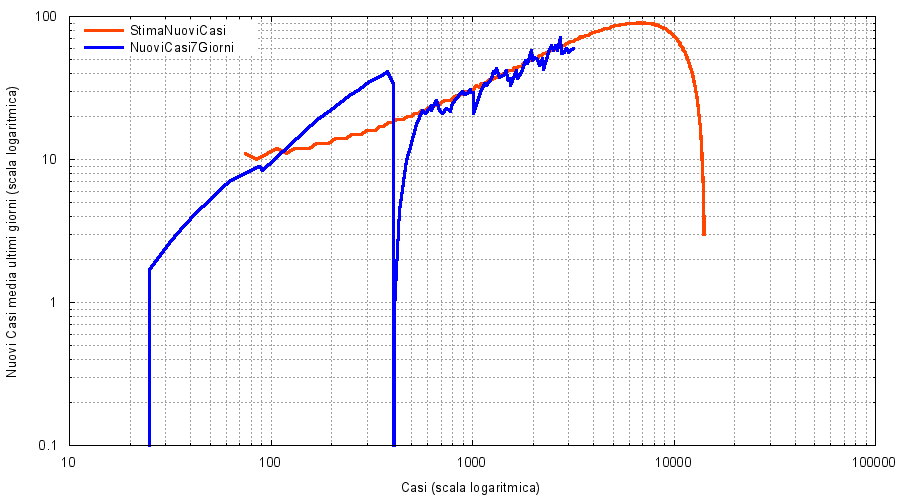 StimaNuoviCasi
NuoviCasi7Giorni
Nuovi Casi media ultimi giorni (scala logaritmica)
100
10
1
0.1
10
100
1000
10000
100000
Casi (scala logaritmica)